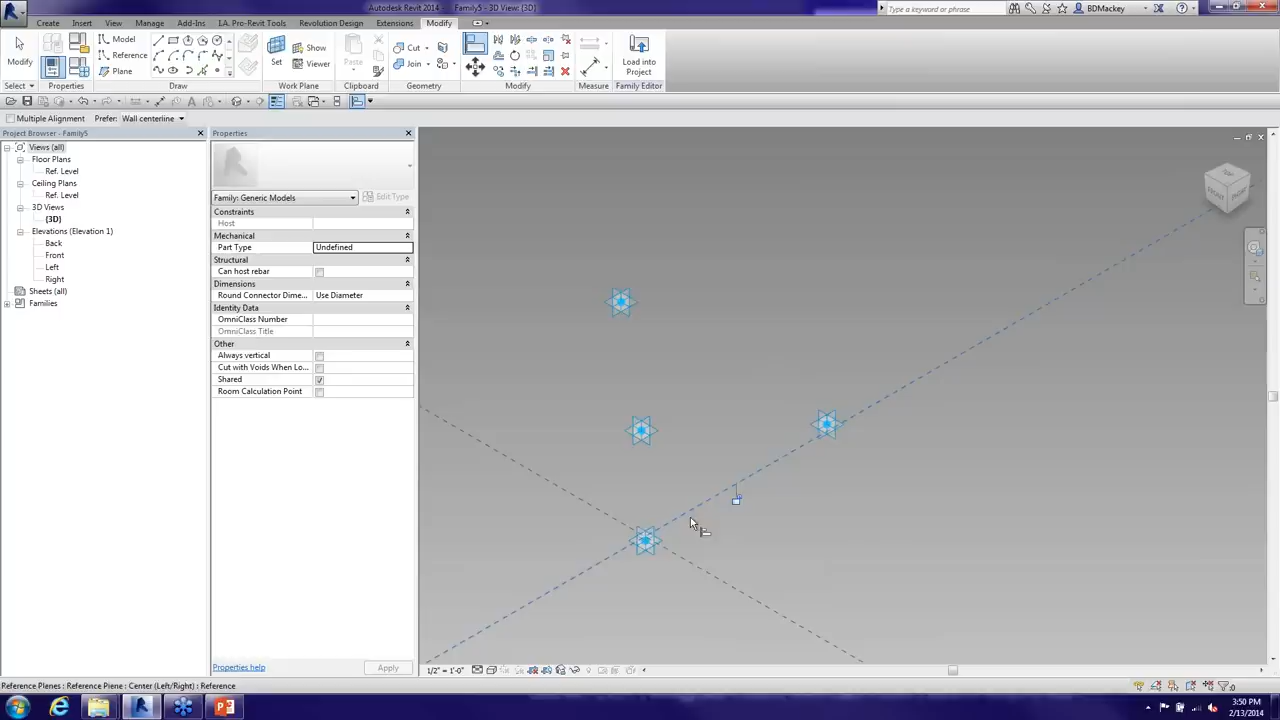 Autodesk Revit 2014 - Family5 - 3D View: {3D}
Type a keyword or phrase
BDMackey
Create Insert View Manage Add-Ins I.A. Pro-Revit Tools Revolution Design Extensions Modify
Model
Reference
Plane
Modify
Set
Show
Viewer
Paste
Cut
Join
Load into
Project
Select Properties Draw Work Plane Clipboard Geometry Modify Measure Family Editor
Multiple Alignment Prefer: Wall centerline
Project Browser - Family5
Views (all)
Floor Plans
Ref. Level
Ceiling Plans
Ref. Level
3D Views
{3D}
Elevations (Elevation 1)
Back
Front
Left
Right
Sheets (all)
Families
Properties
Family: Generic Models
Edit Type
Constraints
Host
Mechanical
Part Type Undefined
Structural
Can host rebar
Dimensions
Round Connector Dime... Use Diameter
Identity Data
OmniClass Number
OmniClass Title
Other
Always vertical
Cut with Voids When Lo...
Shared
Room Calculation Point
Properties help
Apply
TOP
FRONT
1/2" = 1'-0"
Reference Planes : Reference Plane : Center (Left/Right) : Reference
:0
3:50 PM
2/13/2014